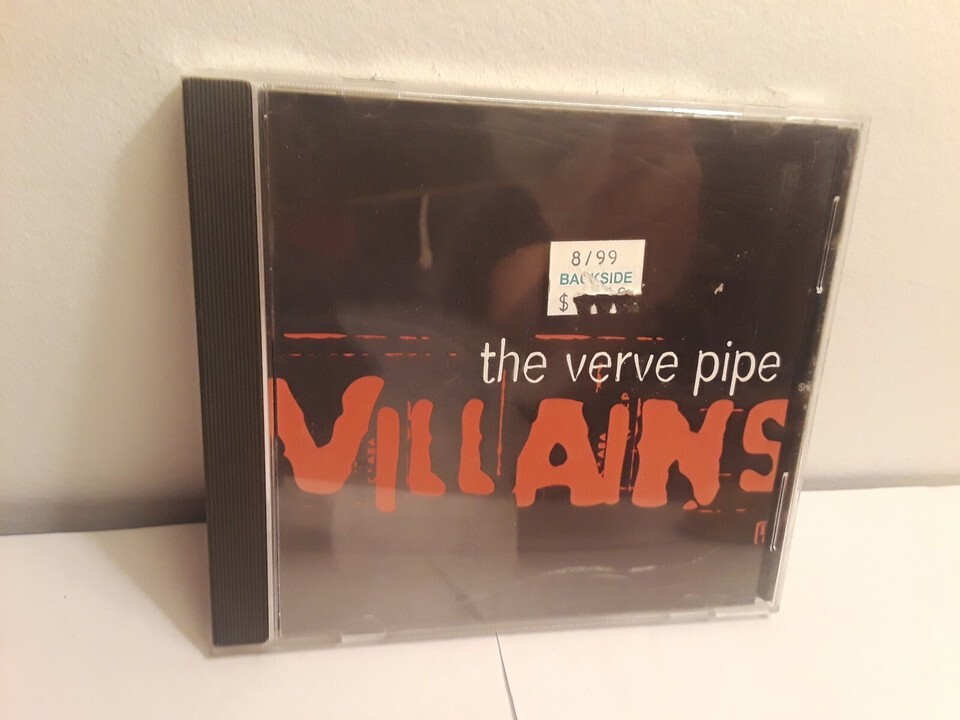 8/99
BACKSIDE
$
the verve pipe
VILLAINS